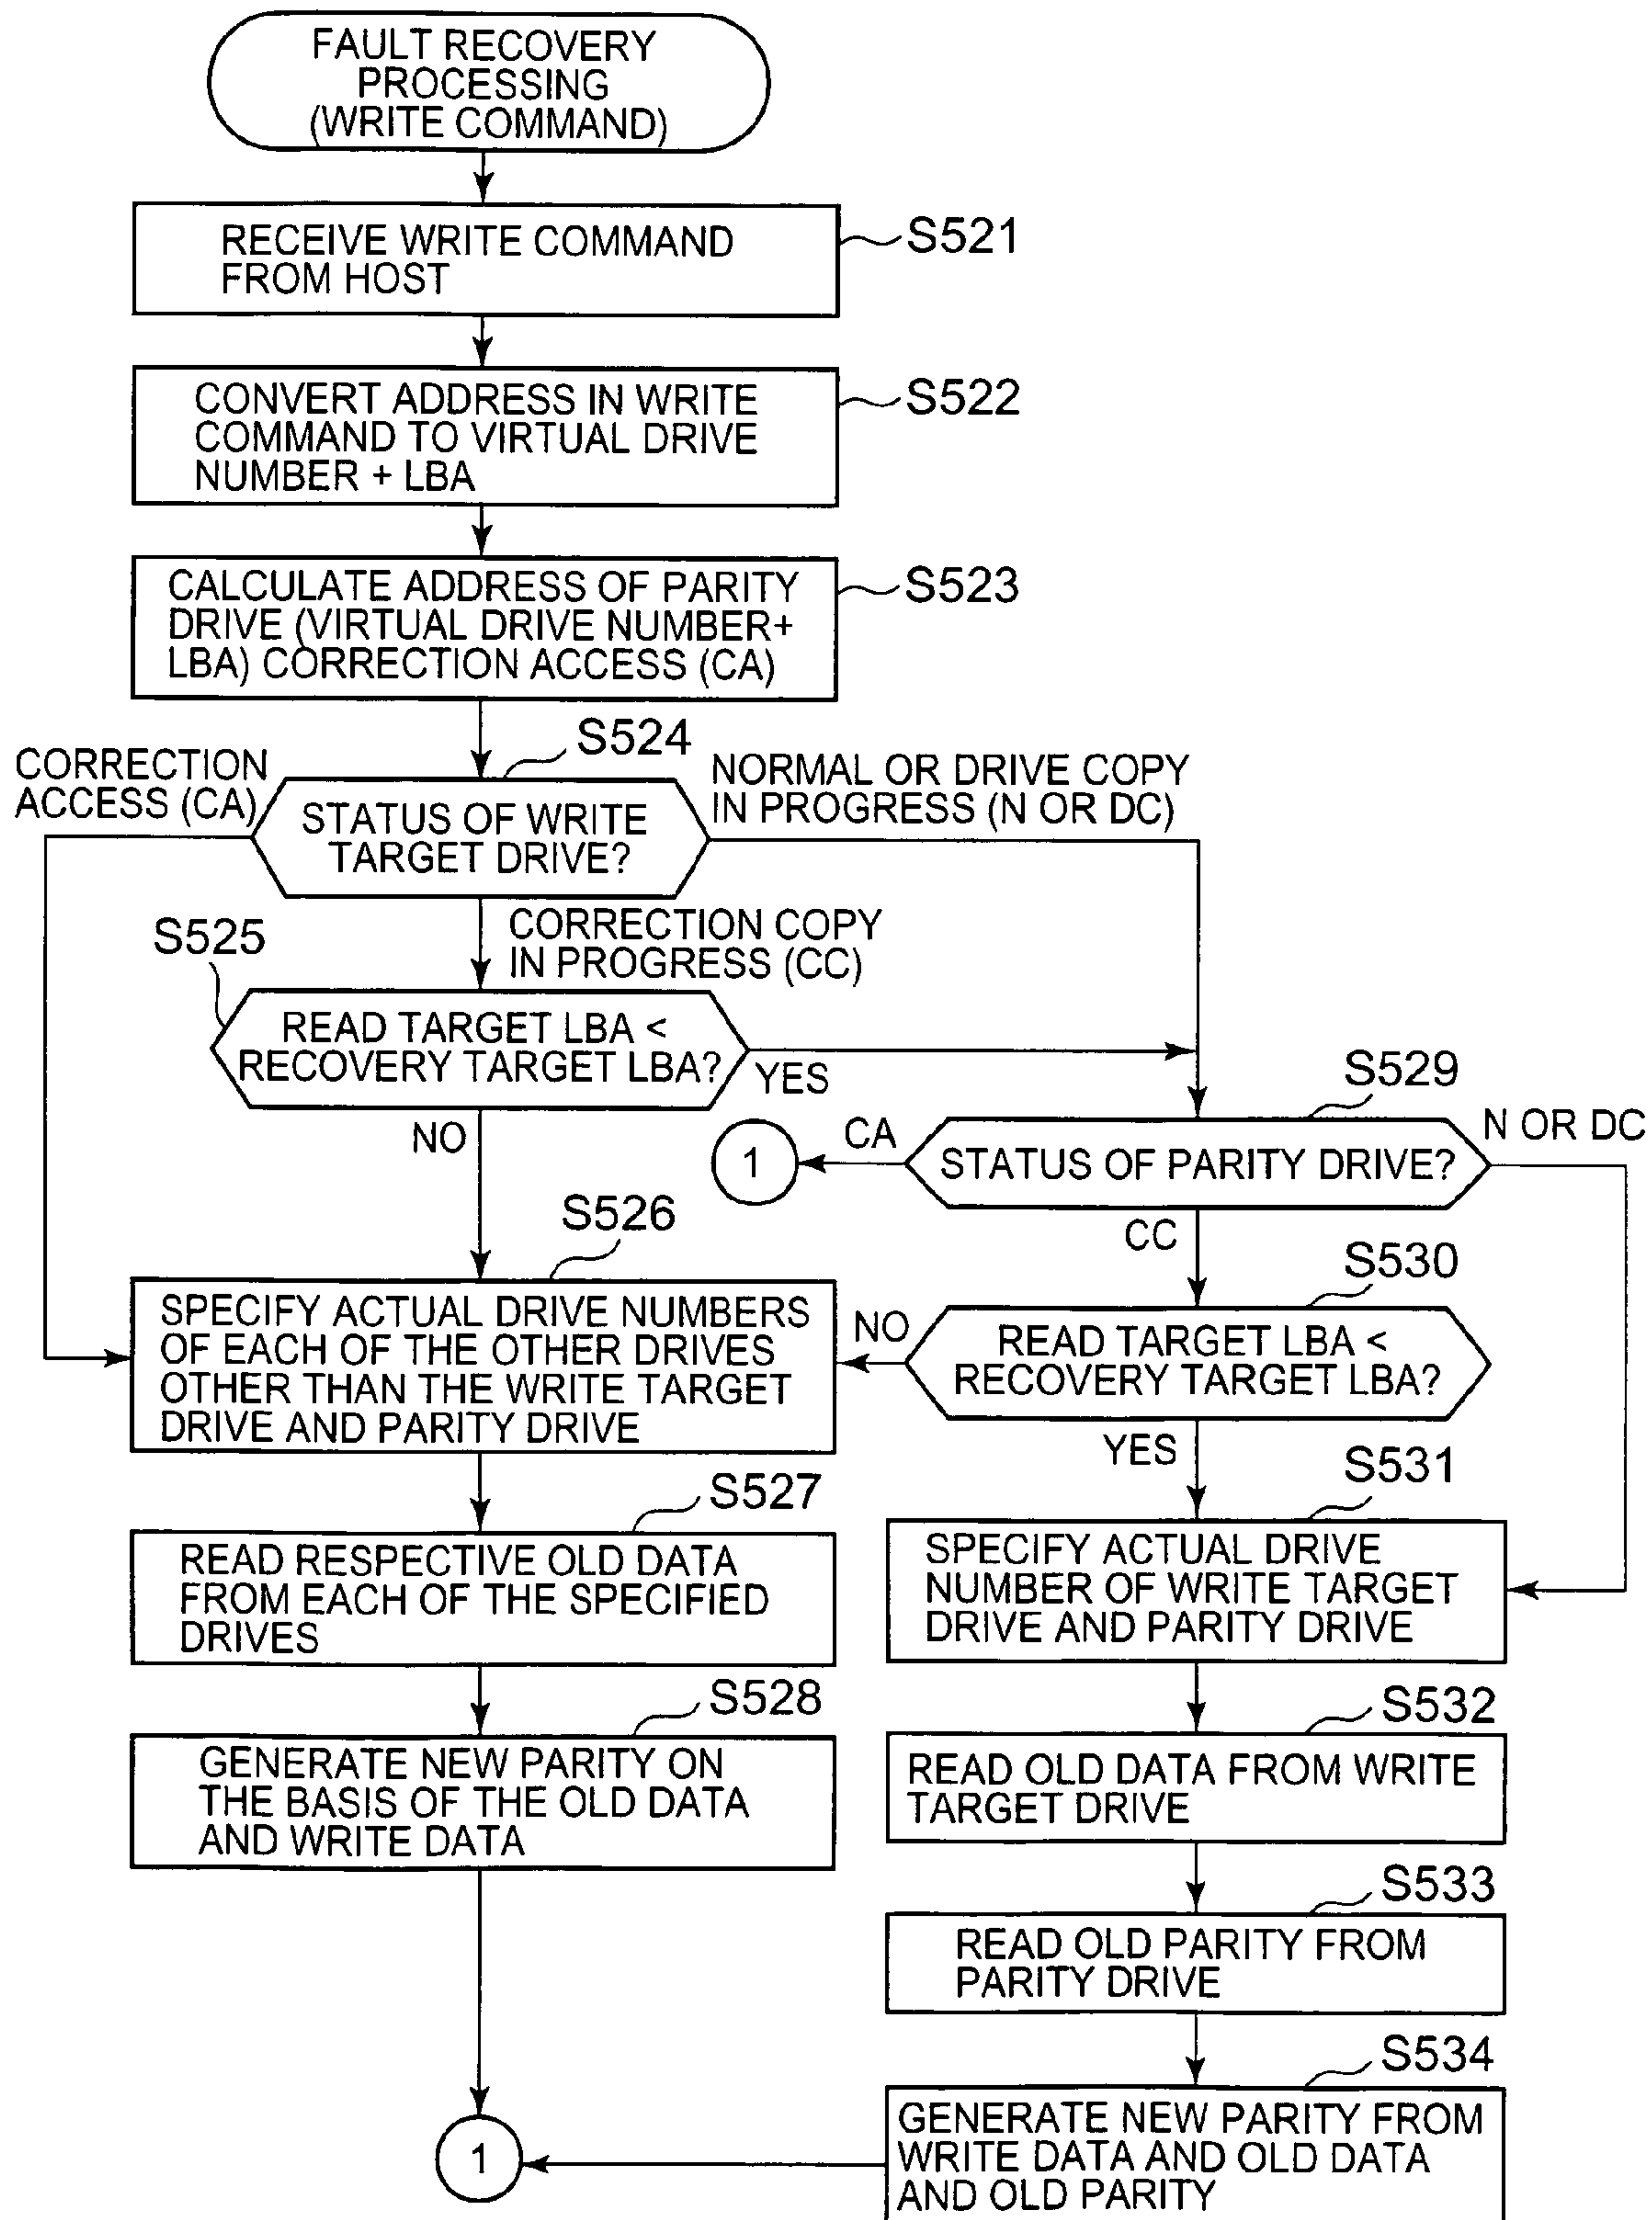 FAULT RECOVERY
PROCESSING
(WRITE COMMAND)
RECEIVE WRITE COMMAND
FROM HOST
S521
CONVERT ADDRESS IN WRITE
COMMAND TO VIRTUAL DRIVE
NUMBER + LBA
S522
CALCULATE ADDRESS OF PARITY
DRIVE (VIRTUAL DRIVE NUMBER+
LBA) CORRECTION ACCESS (CA)
S523
S524
CORRECTION
ACCESS (CA)
STATUS OF WRITE
TARGET DRIVE?
NORMAL OR DRIVE COPY
IN PROGRESS (N OR DC)
CORRECTION COPY
IN PROGRESS (CC)
S525
READ TARGET LBA <
RECOVERY TARGET LBA?
YES
NO
S529
1
CA
STATUS OF PARITY DRIVE?
N OR DC
CC
S526
SPECIFY ACTUAL DRIVE NUMBERS
OF EACH OF THE OTHER DRIVES
OTHER THAN THE WRITE TARGET
DRIVE AND PARITY DRIVE
S530
NO
READ TARGET LBA <
RECOVERY TARGET LBA?
YES
S527
READ RESPECTIVE OLD DATA
FROM EACH OF THE SPECIFIED
DRIVES
S531
SPECIFY ACTUAL DRIVE
NUMBER OF WRITE TARGET
DRIVE AND PARITY DRIVE
S528
GENERATE NEW PARITY ON
THE BASIS OF THE OLD DATA
AND WRITE DATA
S532
READ OLD DATA FROM WRITE
TARGET DRIVE
S533
READ OLD PARITY FROM
PARITY DRIVE
S534
GENERATE NEW PARITY FROM
WRITE DATA AND OLD DATA
AND OLD PARITY
1